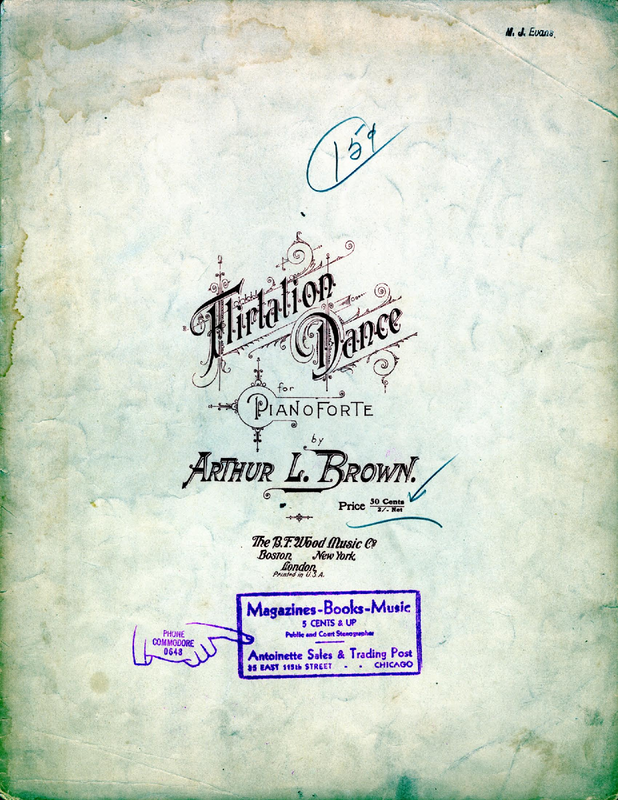 M. J. Evans.
15¢
Flirtation
Dance
for
PIANOFORTE
by
ARTHUR L. BROWN.
Price 50 Cents
2/- Net
The B. F. Wood Music Co
Boston, New York,
London,
Printed in U.S.A.
Magazines-Books-Music
5 CENTS & UP
Public and Court Stenographer
Antoinette Sales & Trading Post
35 EAST 115th STREET - - CHICAGO
PHONE
COMMODORE
0648